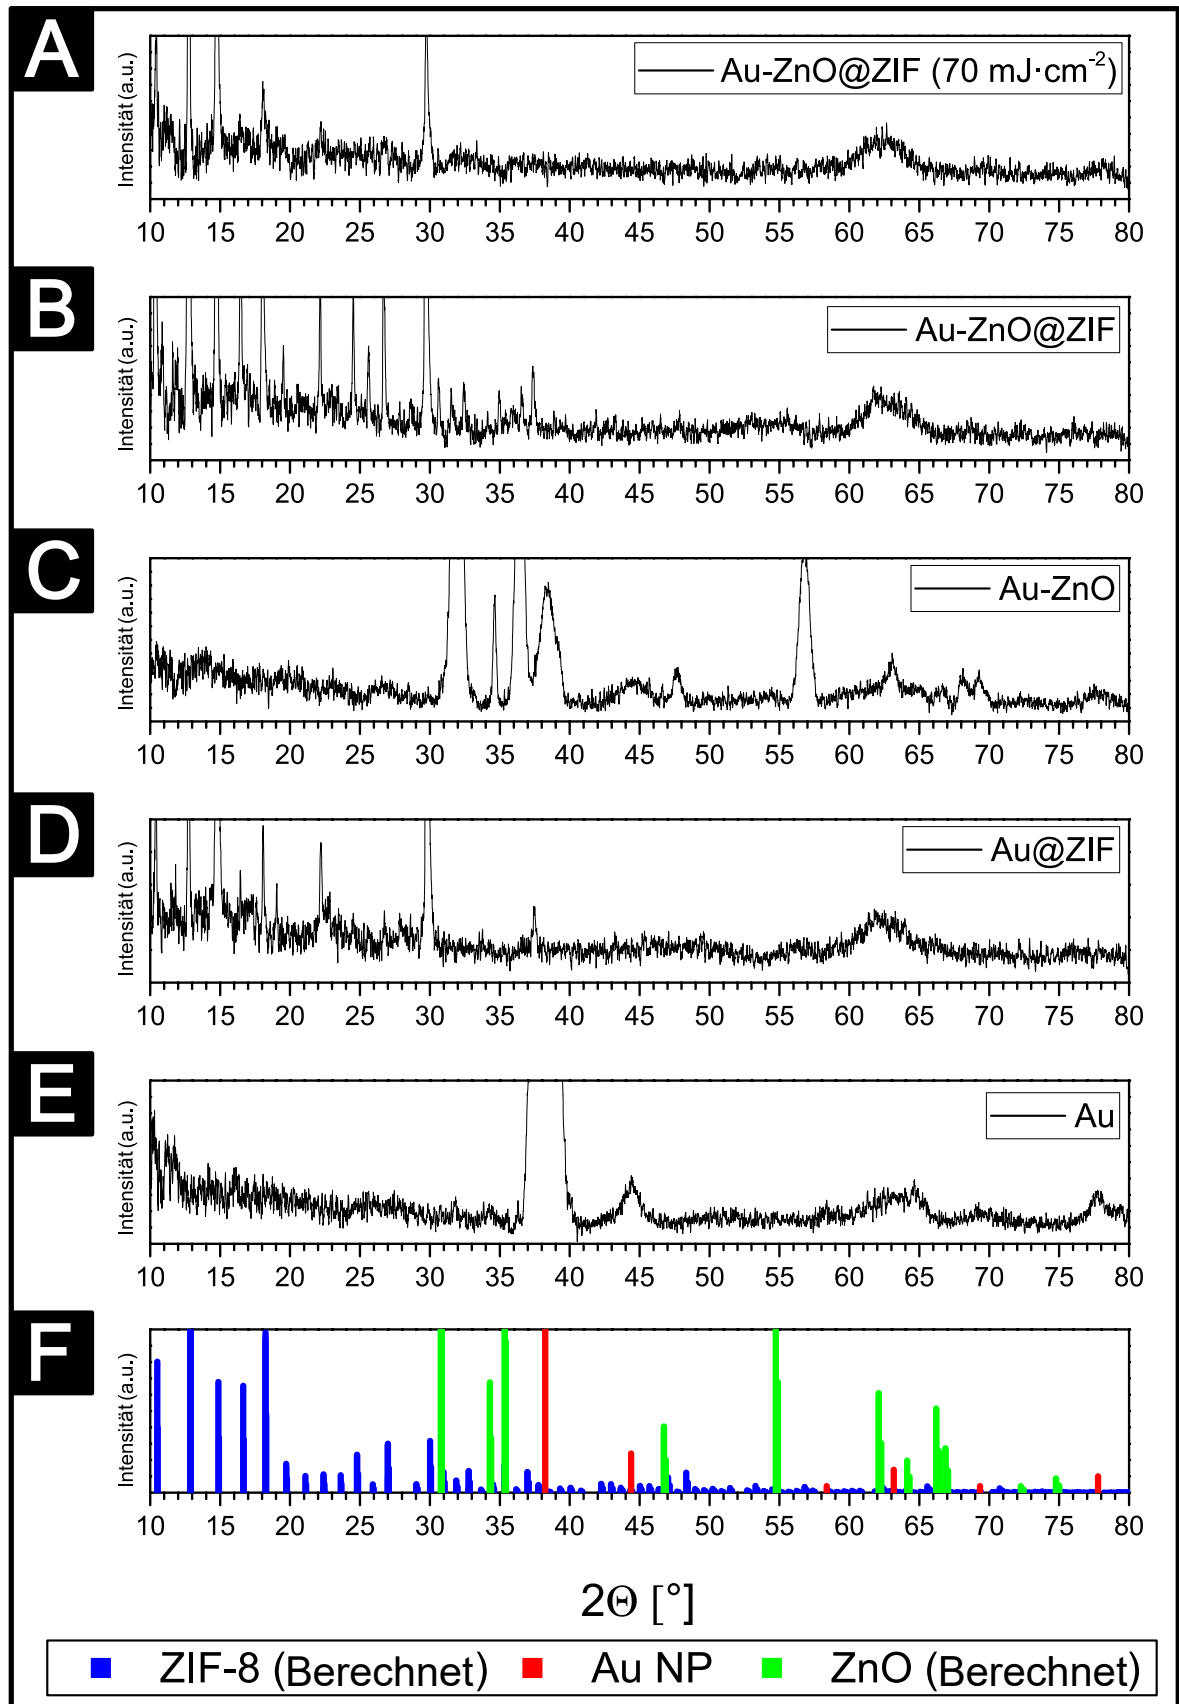 A
Intensität (a.u.)
Au-ZnO@ZIF (70 mJ·cm⁻²)
10 15 20 25 30 35 40 45 50 55 60 65 70 75 80
B
Intensität (a.u.)
Au-ZnO@ZIF
10 15 20 25 30 35 40 45 50 55 60 65 70 75 80
C
Intensität (a.u.)
Au-ZnO
10 15 20 25 30 35 40 45 50 55 60 65 70 75 80
D
Intensität (a.u.)
Au@ZIF
10 15 20 25 30 35 40 45 50 55 60 65 70 75 80
E
Intensität (a.u.)
Au
10 15 20 25 30 35 40 45 50 55 60 65 70 75 80
F
Intensität (a.u.)
10 15 20 25 30 35 40 45 50 55 60 65 70 75 80
2Θ [°]
ZIF-8 (Berechnet) Au NP ZnO (Berechnet)